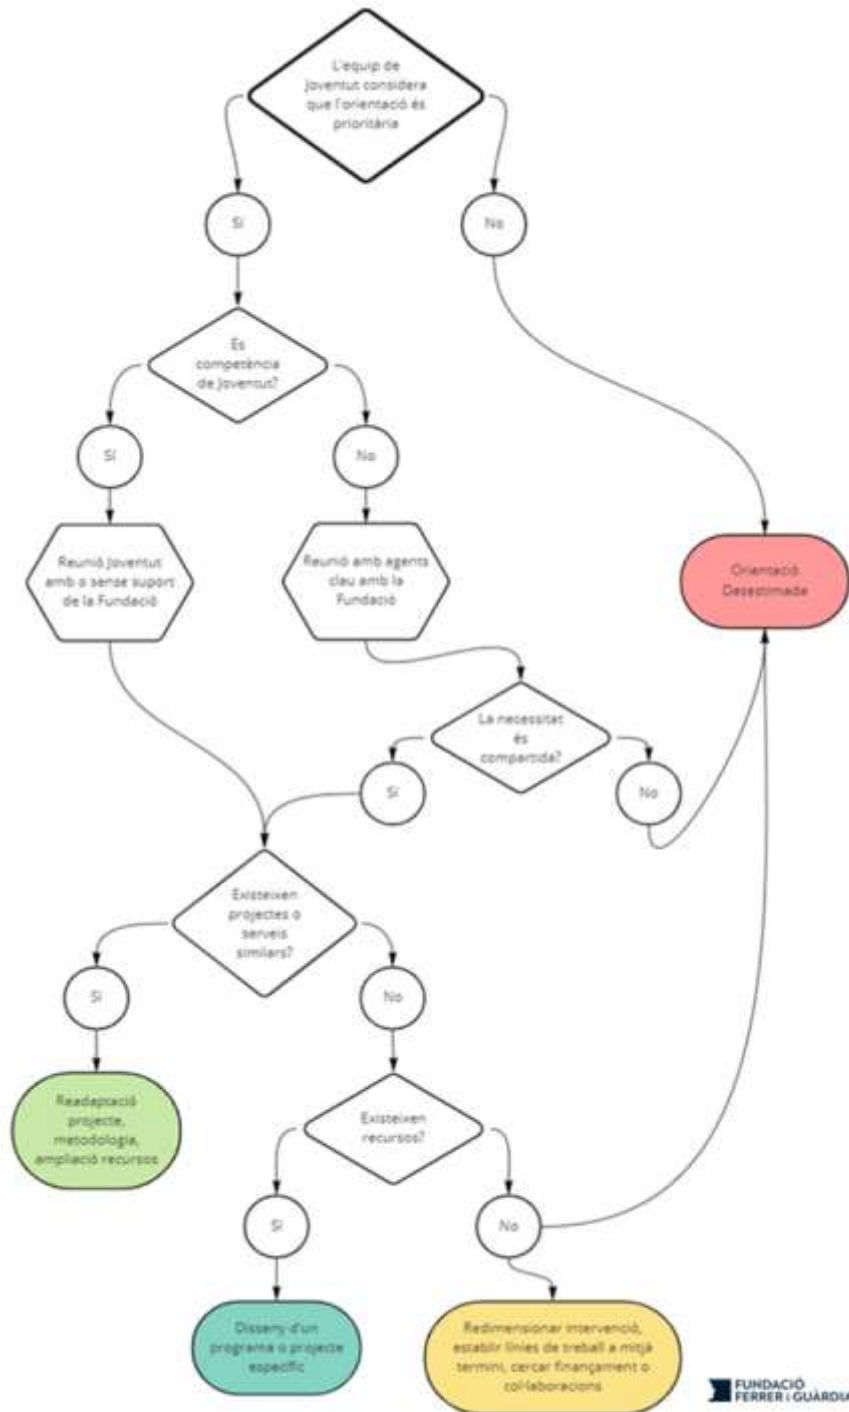 L'equip de
Joventut considera
que l'orientació és
prioritària
Sí
No
És
competència
de Joventut?
Sí
No
Reunió Joventut
amb o sense suport
de la Fundació
Reunió amb agents
clau amb la
Fundació
Orientació
Desestimada
La necessitat
és
compartida?
Sí
No
Existeixen
projectes o
serveis
similars?
Sí
No
Readaptació
projecte,
metodologia,
ampliació recursos
Existeixen
recursos?
Sí
No
Disseny d'un
programa o projecte
específic
Redimensionar intervenció,
establir línies de treball a mitjà
termini, cercar finançament o
col·laboracions
FUNDACIÓ
FERRER i GUÀRDIA